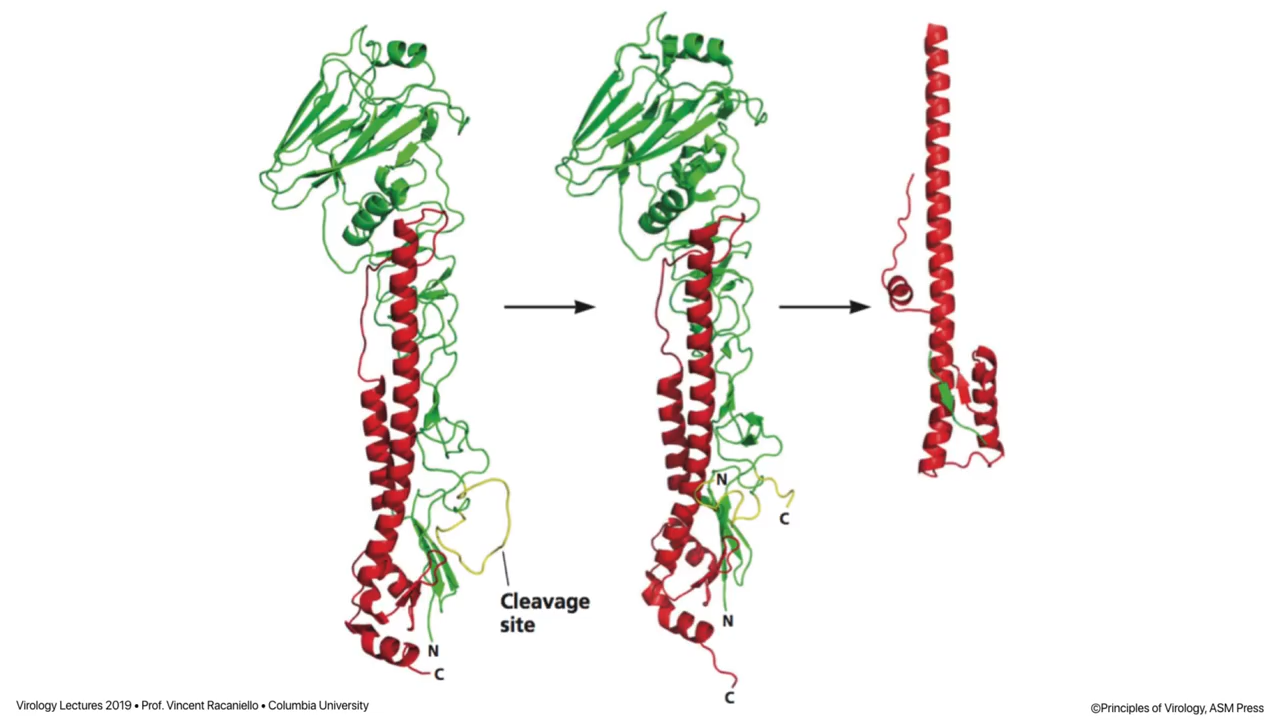 Cleavage
site
N
C
N
C
N
C
Virology Lectures 2019 • Prof. Vincent Racaniello • Columbia University
©Principles of Virology, ASM Press